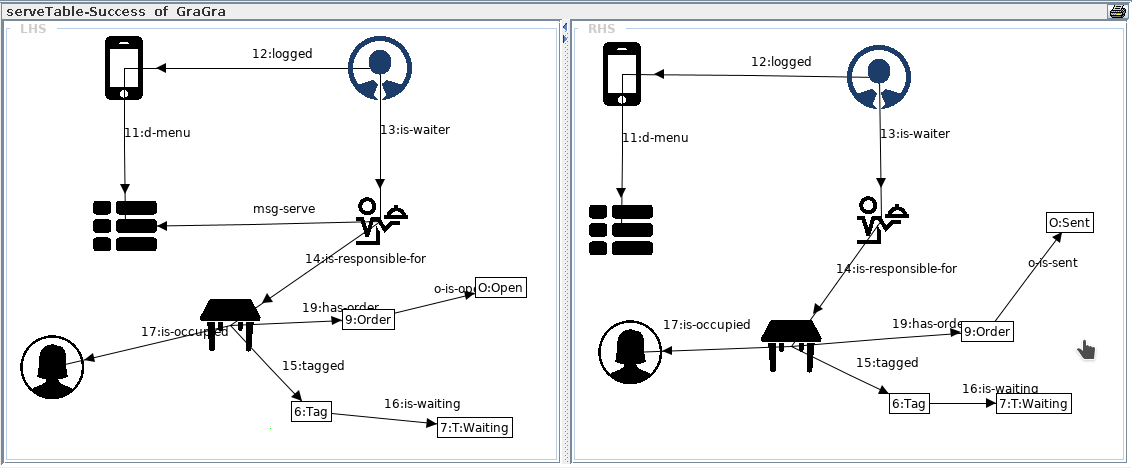 serveTable-Success of GraGra
LHS
12:logged
11:d-menu
13:is-waiter
msg-serve
14:is-responsible-for
o-is-ope
O:Open
19:has-order
9:Order
17:is-occupied
15:tagged
16:is-waiting
6:Tag
7:T:Waiting
RHS
12:logged
11:d-menu
13:is-waiter
O:Sent
o-is-sent
14:is-responsible-for
17:is-occupied
19:has-orde
9:Order
15:tagged
16:is-waiting
6:Tag
7:T:Waiting